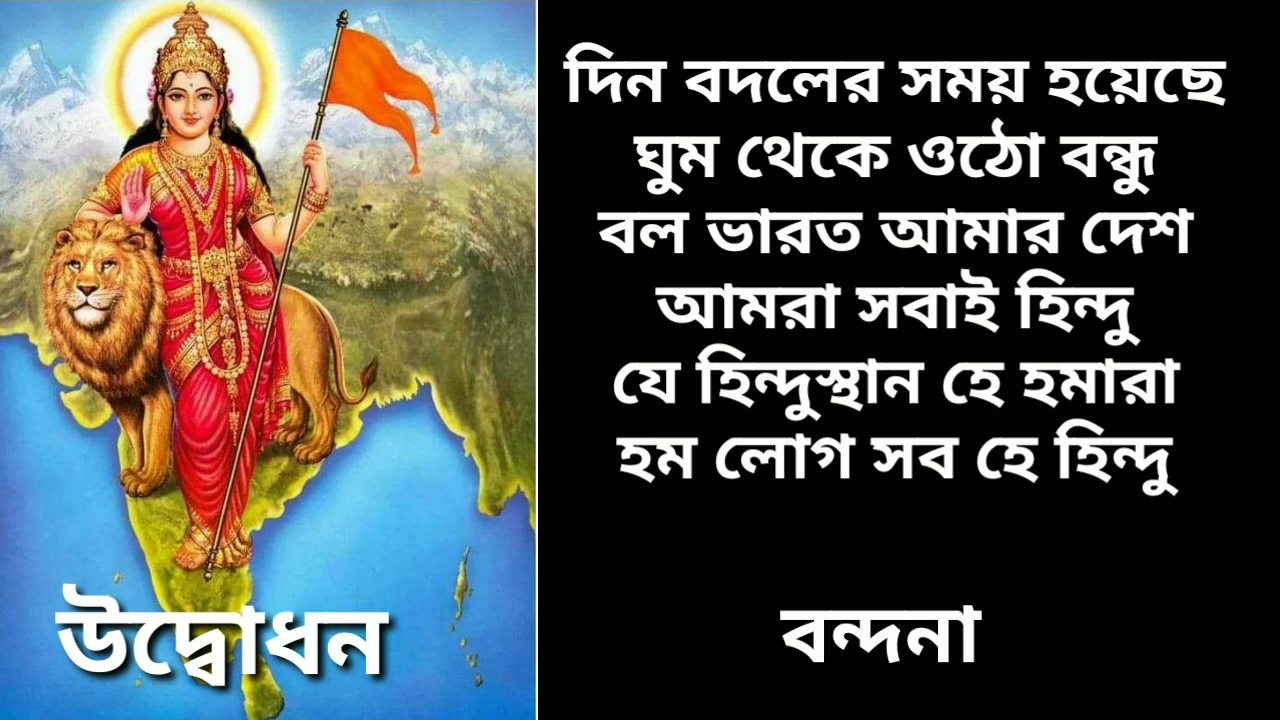 দিন বদলের সময় হয়েছে
ঘুম থেকে ওঠো বন্ধু
বল ভারত আমার দেশ
আমরা সবাই হিন্দু
যে হিন্দুস্থান হে হমারা
হম লোগ সব হে হিন্দু
উদ্বোধন
বন্দনা